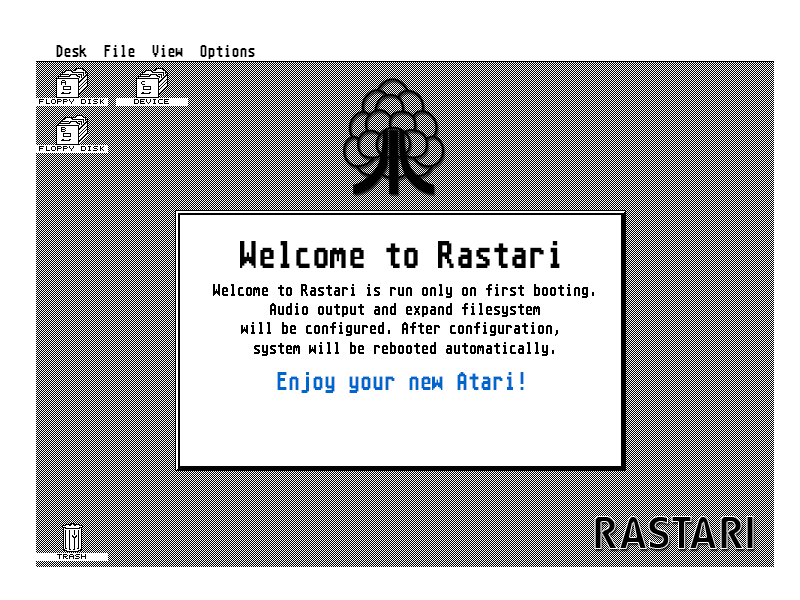 Desk File View Options
A
FLOPPY DISK
C
DEVICE
B
FLOPPY DISK
Welcome to Rastari
Welcome to Rastari is run only on first booting.
Audio output and expand filesystem
will be configured. After configuration,
system will be rebooted automatically.
Enjoy your new Atari!
TRASH
RASTARI